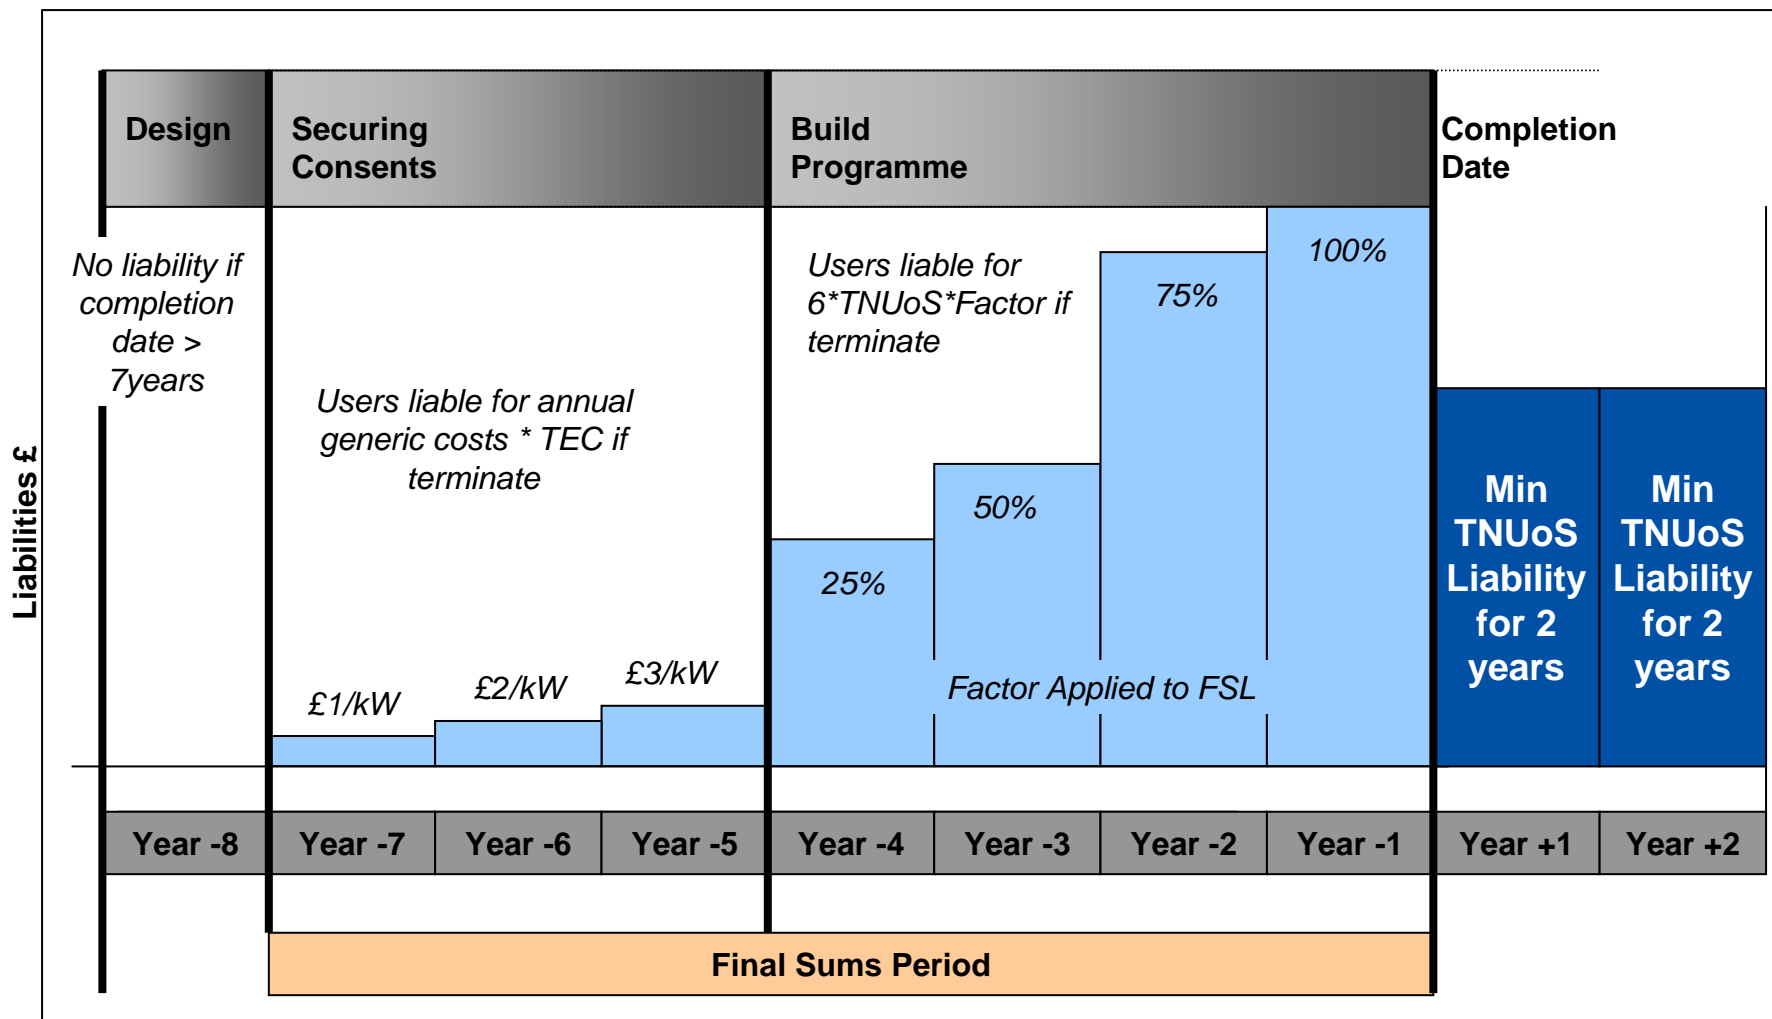 Design
Securing
Consents
Build
Programme
Completion
Date
No liability if
completion
date >
7years
Users liable for annual
generic costs * TEC if
terminate
Users liable for
6*TNUoS*Factor if
terminate
£1/kW
£2/kW
£3/kW
25%
50%
75%
100%
Factor Applied to FSL
Min
TNUoS
Liability
for 2
years
Min
TNUoS
Liability
for 2
years
Liabilities £
Year -8
Year -7
Year -6
Year -5
Year -4
Year -3
Year -2
Year -1
Year +1
Year +2
Final Sums Period